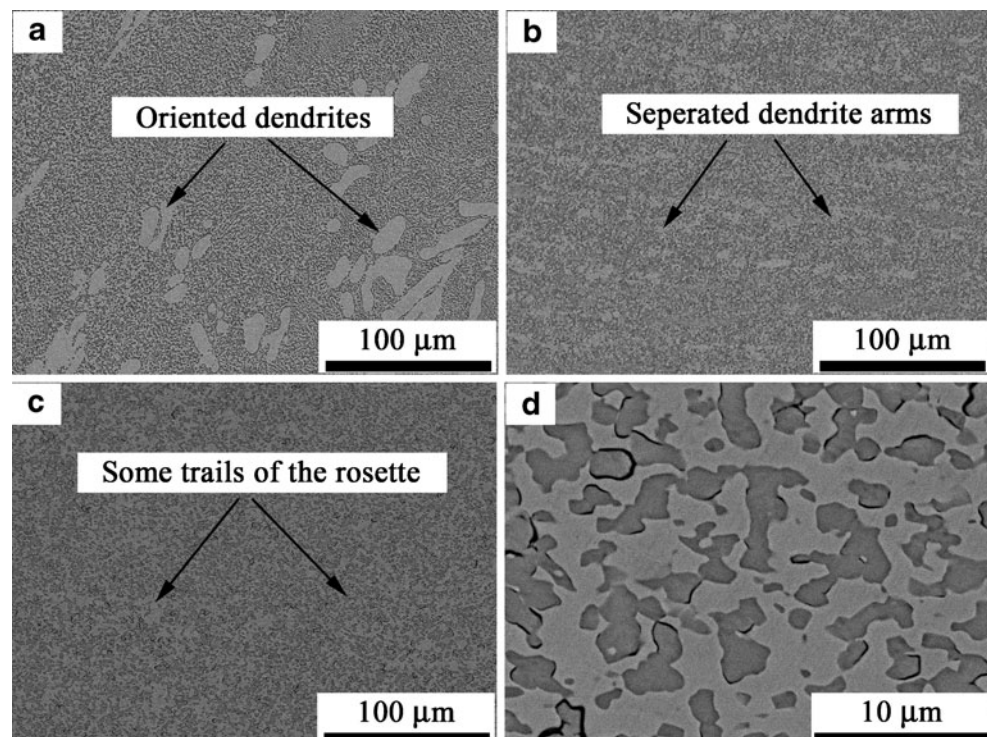 a
Oriented dendrites
100 μm
b
Seperated dendrite arms
100 μm
c
Some trails of the rosette
100 μm
d
10 μm